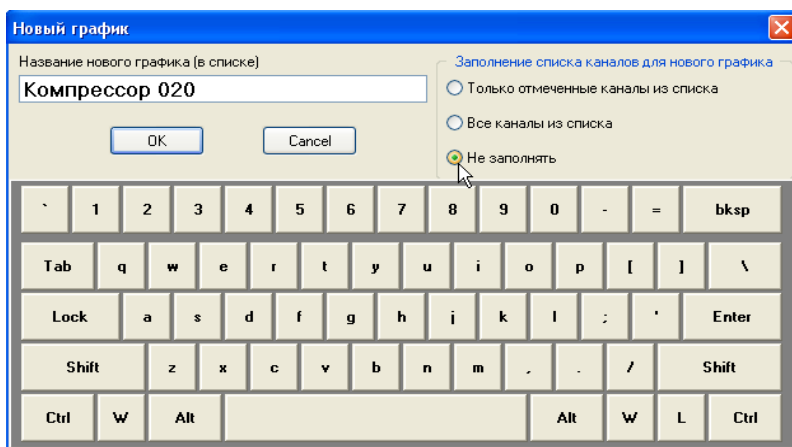 Новый график
Название нового графика (в списке)
Компрессор 020
OK Cancel
Заполнение списка каналов для нового графика
Только отмеченные каналы из списка
Все каналы из списка
Не заполнять
` 1 2 3 4 5 6 7 8 9 0 - = bksp
Tab q w e r t y u i o p [ ] \
Lock a s d f g h j k l ; ' Enter
Shift z x c v b n m , . / Shift
Ctrl W Alt Alt W L Ctrl